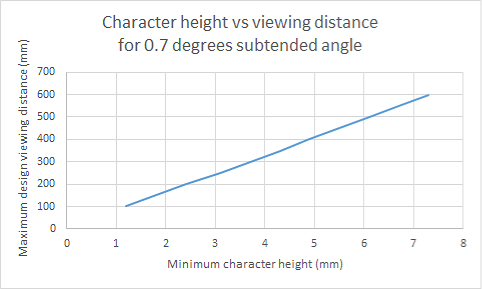 Character height vs viewing distance
for 0.7 degrees subtended angle
Maximum design viewing distance (mm)
700
600
500
400
300
200
100
0
0 1 2 3 4 5 6 7 8
Minimum character height (mm)